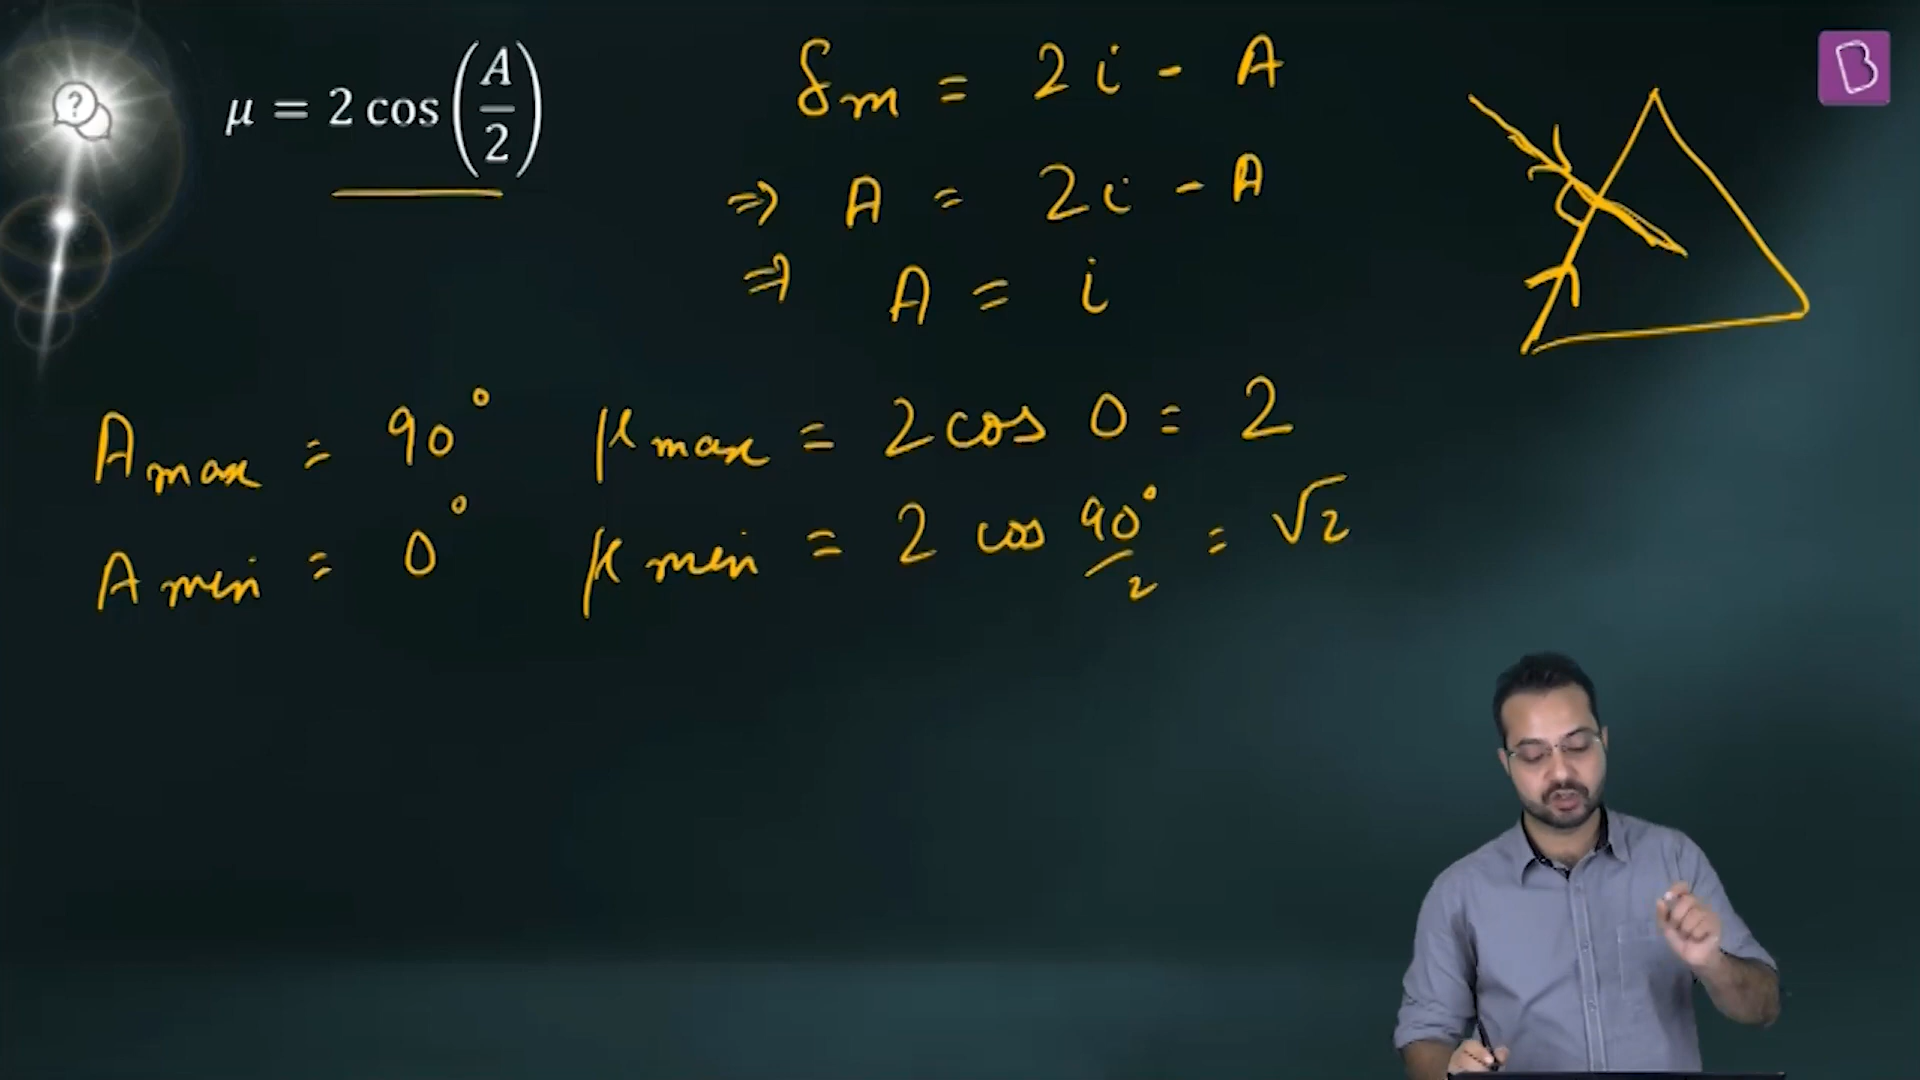 μ = 2 cos(A/2)
δm = 2i - A
⇒ A = 2i - A
⇒ A = i
Amax = 90° μmax = 2 cos 0 = 2
Amin = 0° μmin = 2 cos 90°/2 = √2
?
B